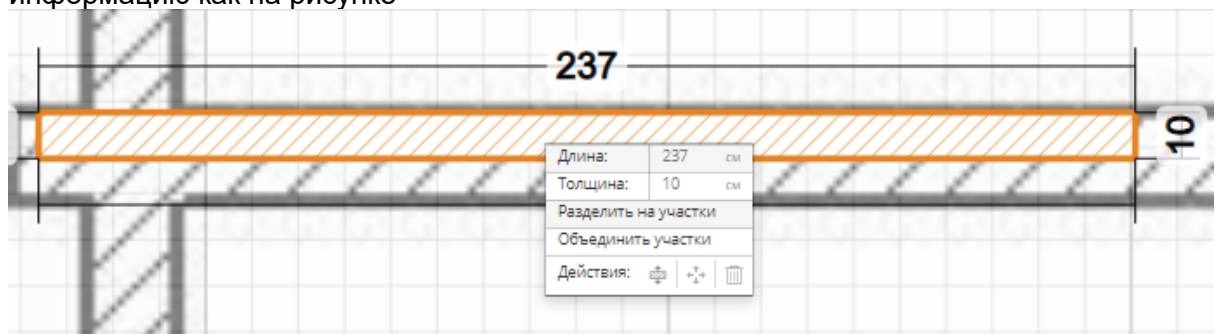 информацию как на рисунке
237
10
Длина: 237 см
Толщина: 10 см
Разделить на участки
Объединить участки
Действия: